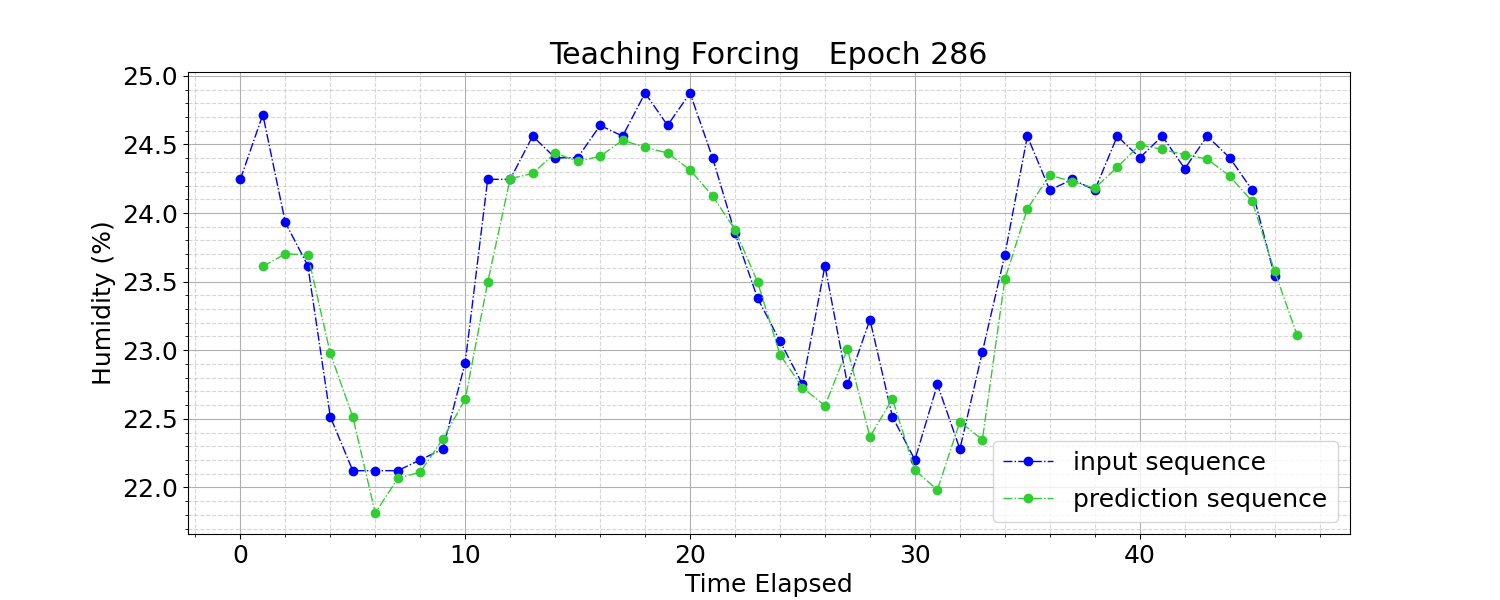 Teaching Forcing   Epoch 286
25.0
24.5
24.0
23.5
23.0
22.5
22.0
Humidity (%)
input sequence
prediction sequence
0 10 20 30 40
Time Elapsed